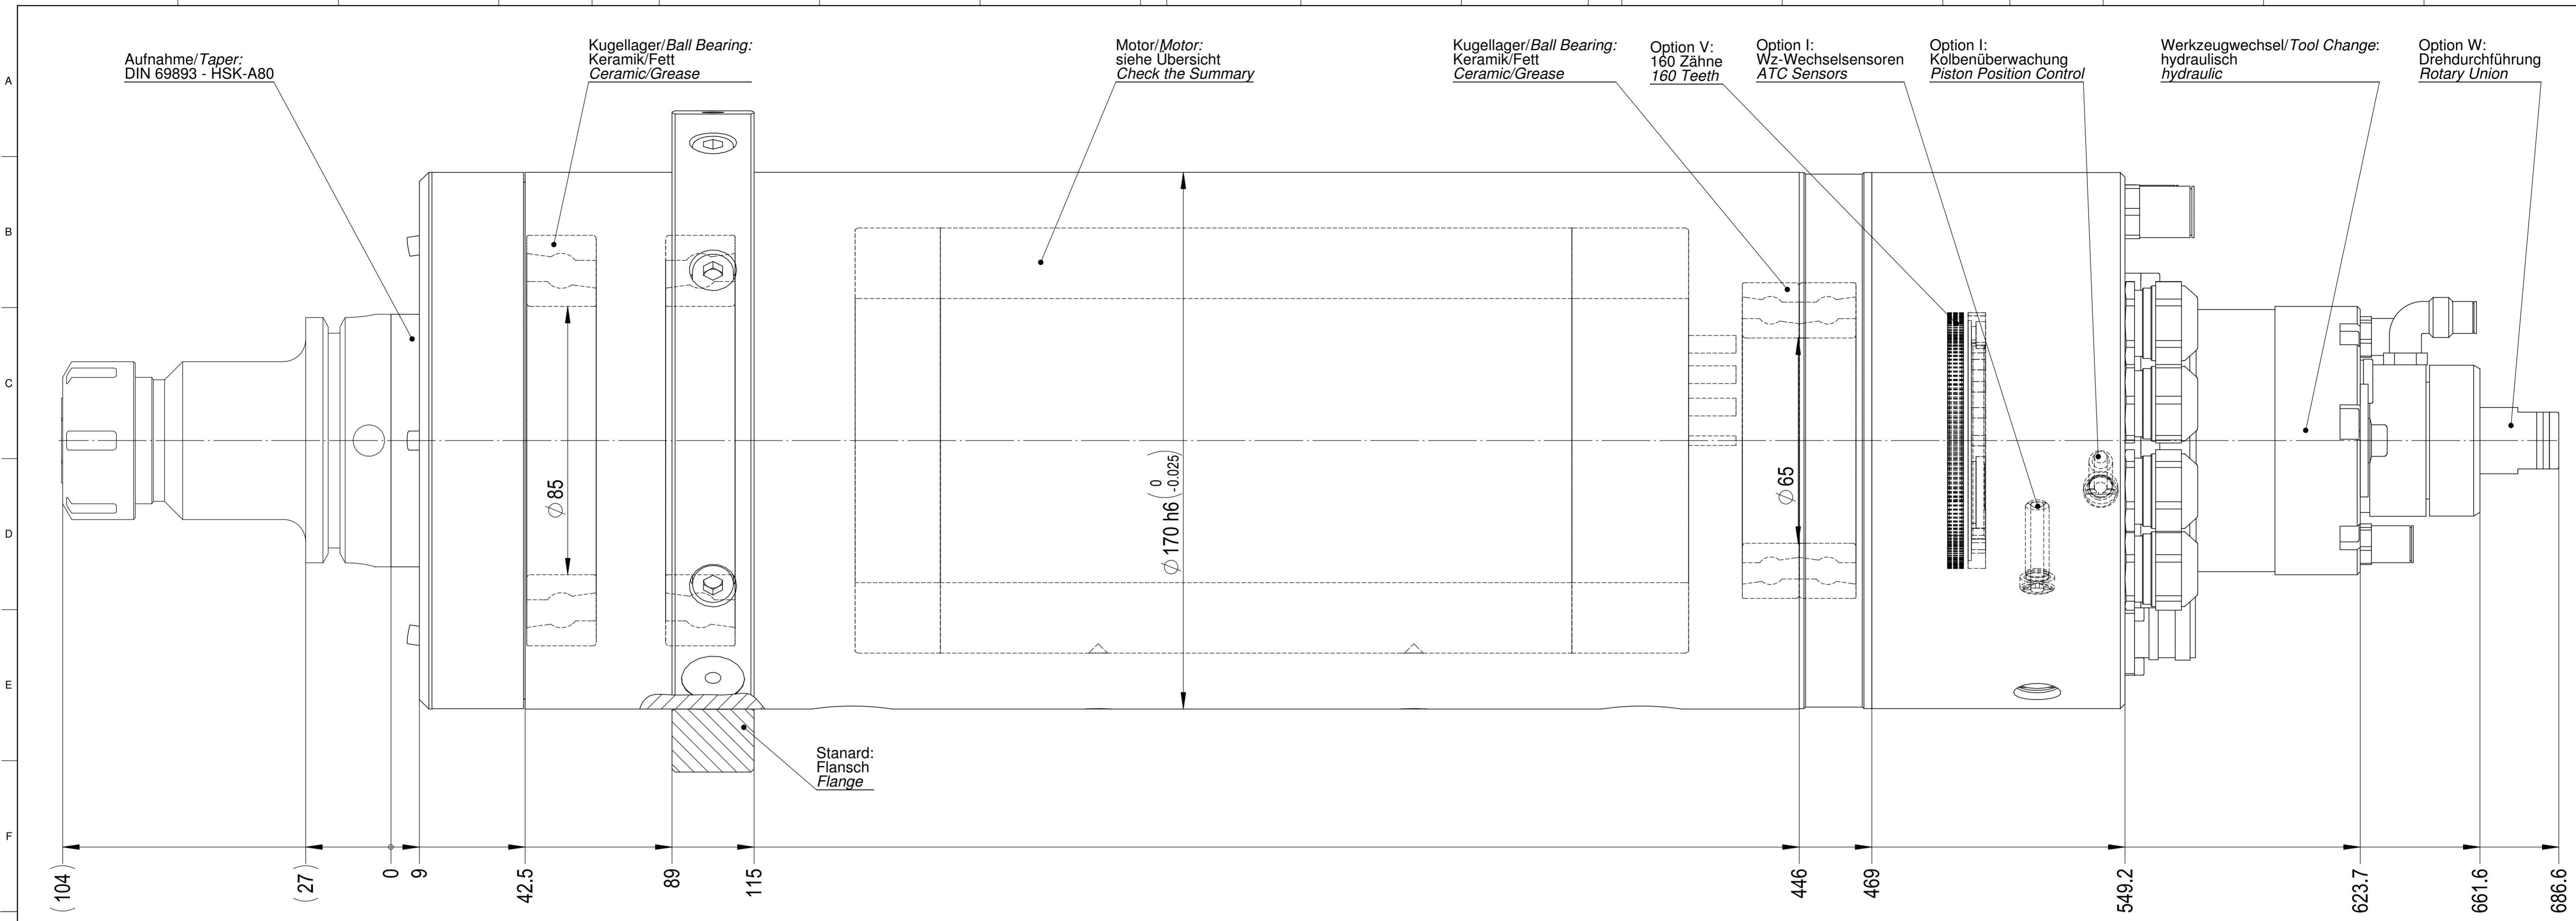 Aufnahme/Taper:
DIN 69893 - HSK-A80
Kugellager/Ball Bearing:
Keramik/Fett
Ceramic/Grease
Motor/Motor:
siehe Übersicht
Check the Summary
Kugellager/Ball Bearing:
Keramik/Fett
Ceramic/Grease
Option V:
160 Zähne
160 Teeth
Option I:
Wz-Wechselsensoren
ATC Sensors
Option I:
Kolbenüberwachung
Piston Position Control
Werkzeugwechsel/Tool Change:
hydraulisch
hydraulic
Option W:
Drehdurchführung
Rotary Union
A
B
C
D
E
F
∅ 85
∅ 170 h6 ( 0 -0.025 )
∅ 65
Stanard:
Flansch
Flange
(104)
(27)
0
9
42.5
89
115
446
469
549.2
623.7
661.6
686.6